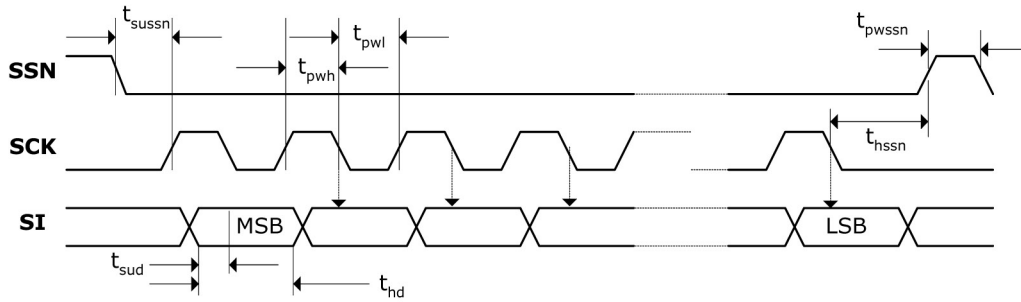 tsussn
tpwl
tpwh
tpwssn
SSN
SCK
thssn
SI
MSB
LSB
tsud
thd